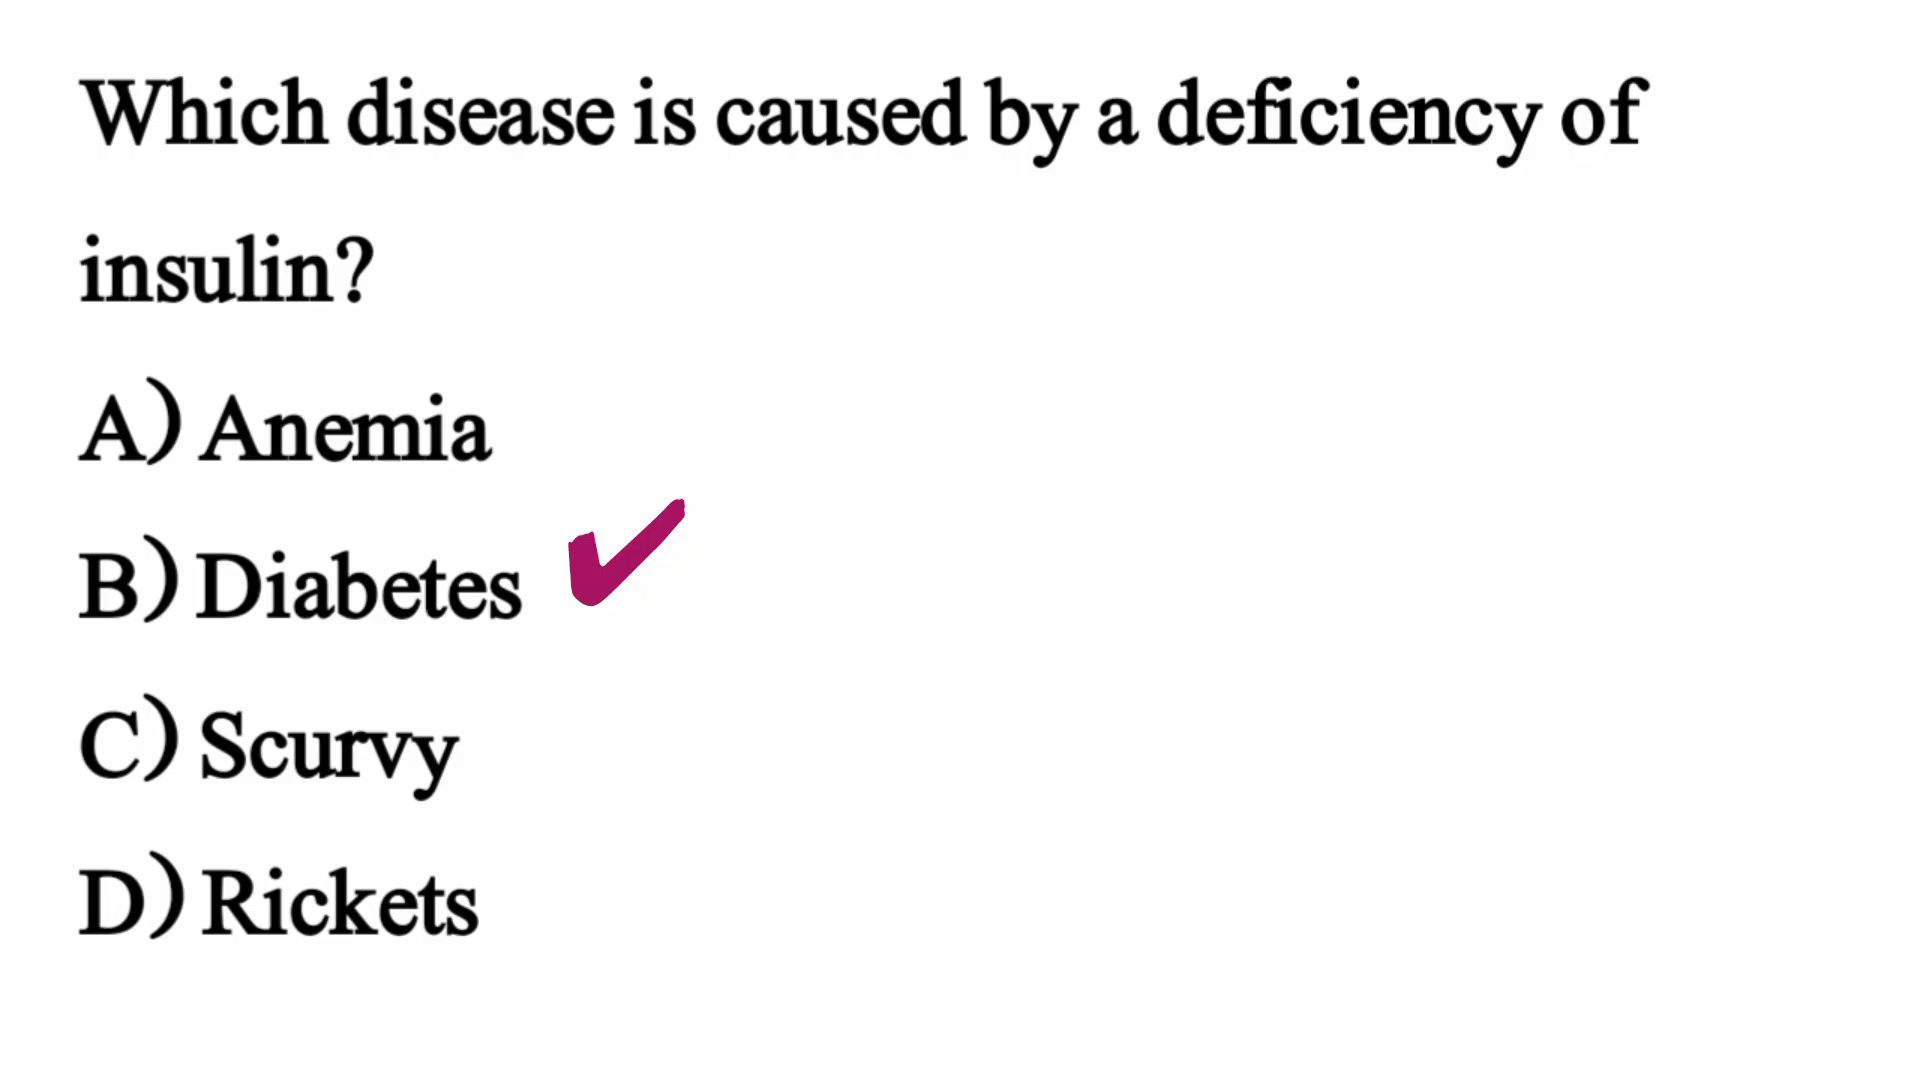 Which disease is caused by a deficiency of
insulin?
A) Anemia
B) Diabetes
C) Scurvy
D) Rickets